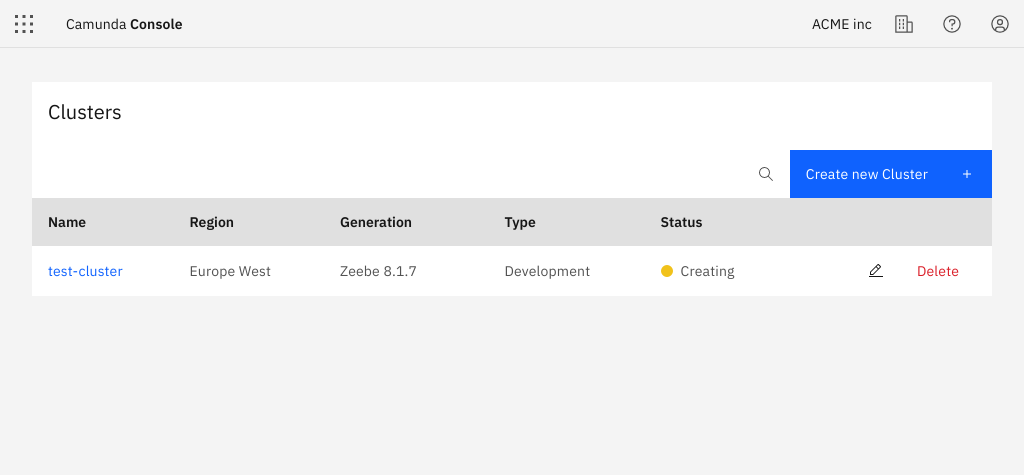 Camunda Console ACME inc
Clusters
Create new Cluster +
Name Region Generation Type Status
test-cluster Europe West Zeebe 8.1.7 Development Creating Delete